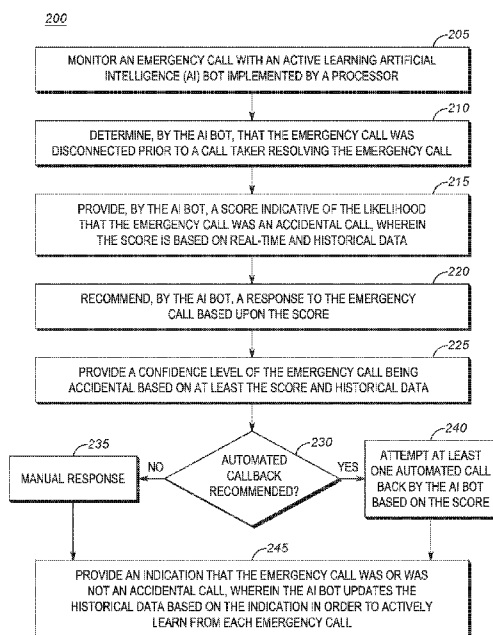 200
205
MONITOR AN EMERGENCY CALL WITH AN ACTIVE LEARNING ARTIFICIAL
INTELLIGENCE (AI) BOT IMPLEMENTED BY A PROCESSOR
210
DETERMINE, BY THE AI BOT, THAT THE EMERGENCY CALL WAS
DISCONNECTED PRIOR TO A CALL TAKER RESOLVING THE EMERGENCY CALL
215
PROVIDE, BY THE AI BOT, A SCORE INDICATIVE OF THE LIKELIHOOD
THAT THE EMERGENCY CALL WAS AN ACCIDENTAL CALL, WHEREIN
THE SCORE IS BASED ON REAL-TIME AND HISTORICAL DATA
220
RECOMMEND, BY THE AI BOT, A RESPONSE TO THE EMERGENCY
CALL BASED UPON THE SCORE
225
PROVIDE A CONFIDENCE LEVEL OF THE EMERGENCY CALL BEING
ACCIDENTAL BASED ON AT LEAST THE SCORE AND HISTORICAL DATA
230
AUTOMATED
CALLBACK
RECOMMENDED?
NO
YES
235
MANUAL RESPONSE
240
ATTEMPT AT LEAST
ONE AUTOMATED CALL
BACK BY THE AI BOT
BASED ON THE SCORE
245
PROVIDE AN INDICATION THAT THE EMERGENCY CALL WAS OR WAS
NOT AN ACCIDENTAL CALL, WHEREIN THE AI BOT UPDATES THE
HISTORICAL DATA BASED ON THE INDICATION IN ORDER TO ACTIVELY
LEARN FROM EACH EMERGENCY CALL